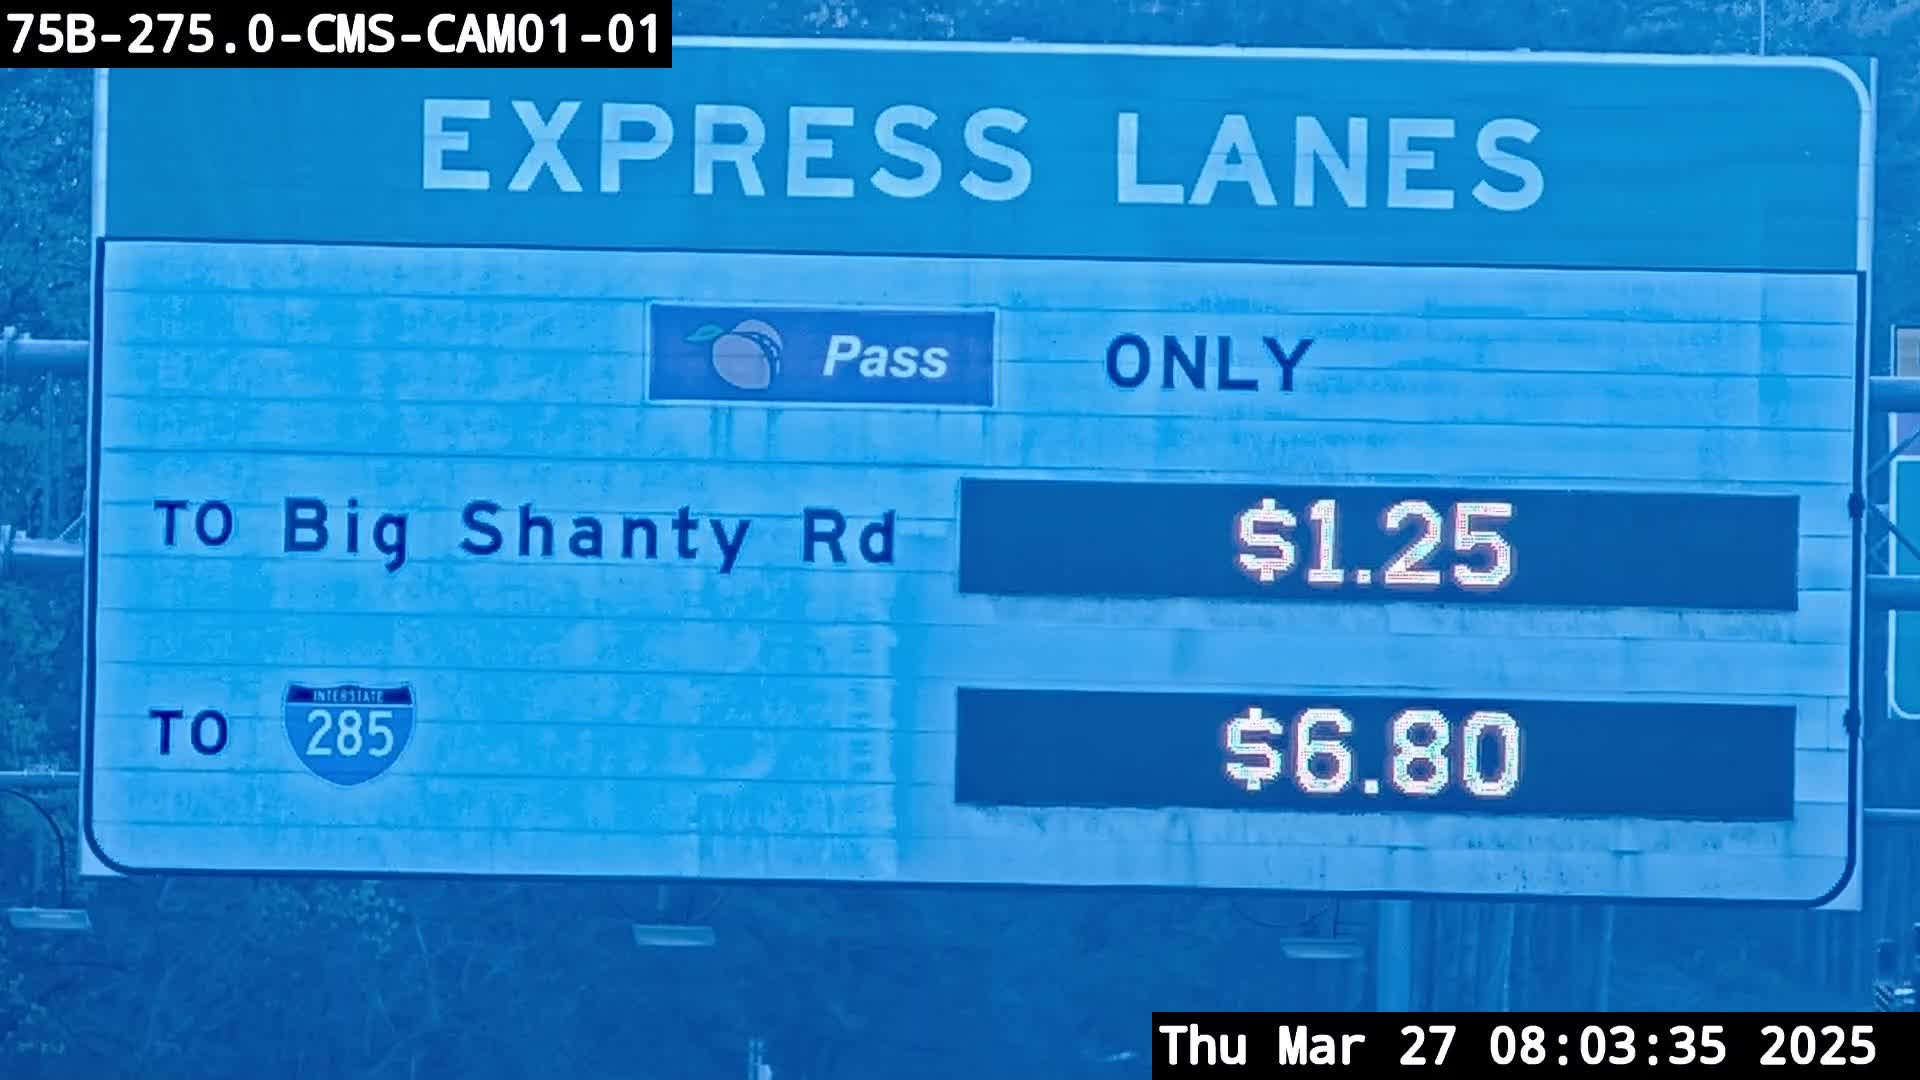 75B-275.0-CMS-CAM01-01
EXPRESS LANES
Pass ONLY
TO Big Shanty Rd $1.25
TO INTERSTATE 285 $6.80
Thu Mar 27 08:03:35 2025